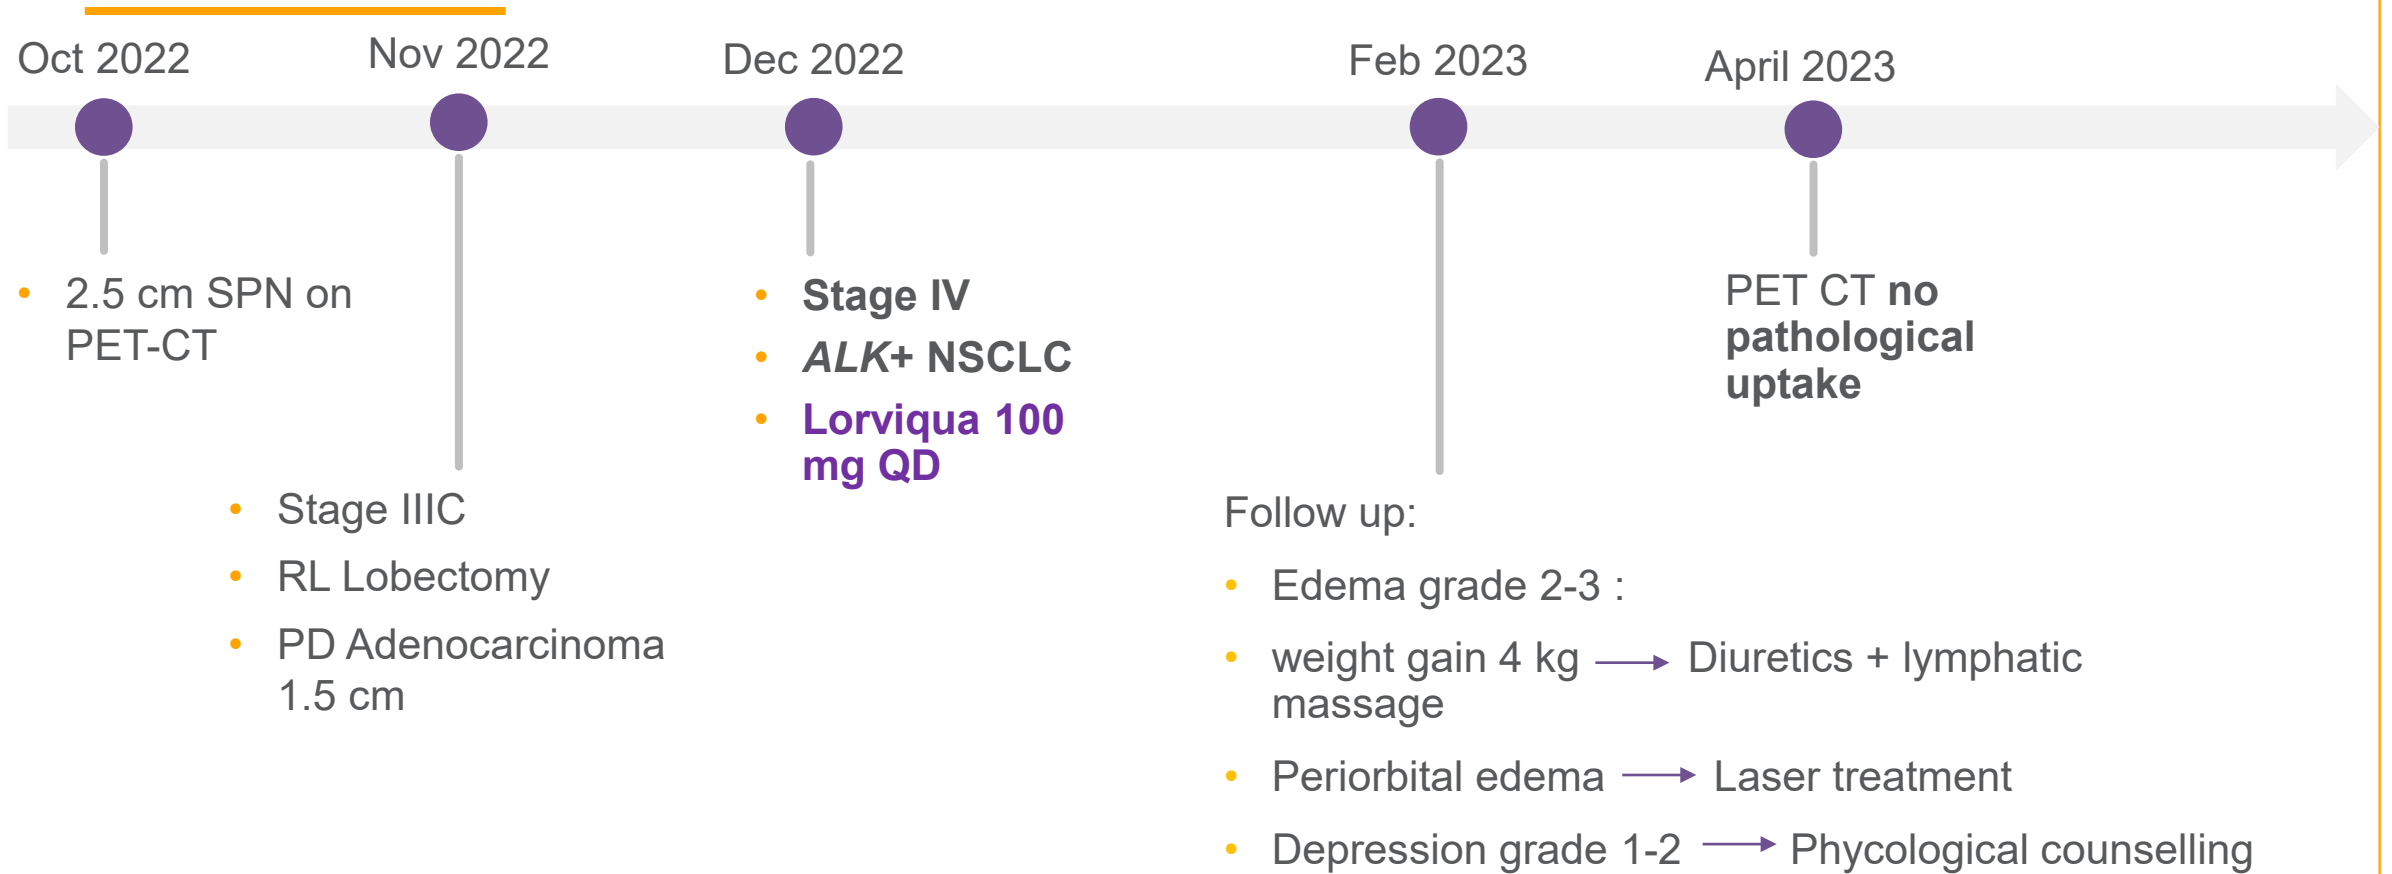 Oct 2022
Nov 2022
Dec 2022
Feb 2023
April 2023
• 2.5 cm SPN on
PET-CT
• Stage IIIC
• RL Lobectomy
• PD Adenocarcinoma
1.5 cm
• Stage IV
• ALK+ NSCLC
• Lorviqua 100
mg QD
Follow up:
• Edema grade 2-3 :
• weight gain 4 kg → Diuretics + lymphatic
massage
• Periorbital edema → Laser treatment
• Depression grade 1-2 → Phycological counselling
PET CT no
pathological
uptake